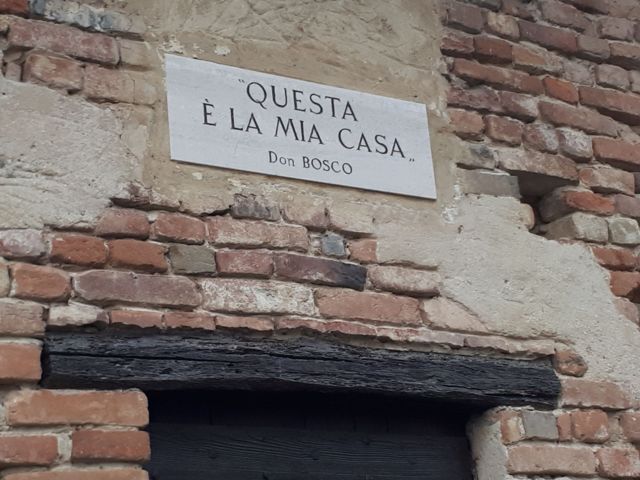 "QUESTA
È LA MIA CASA„
Don BOSCO